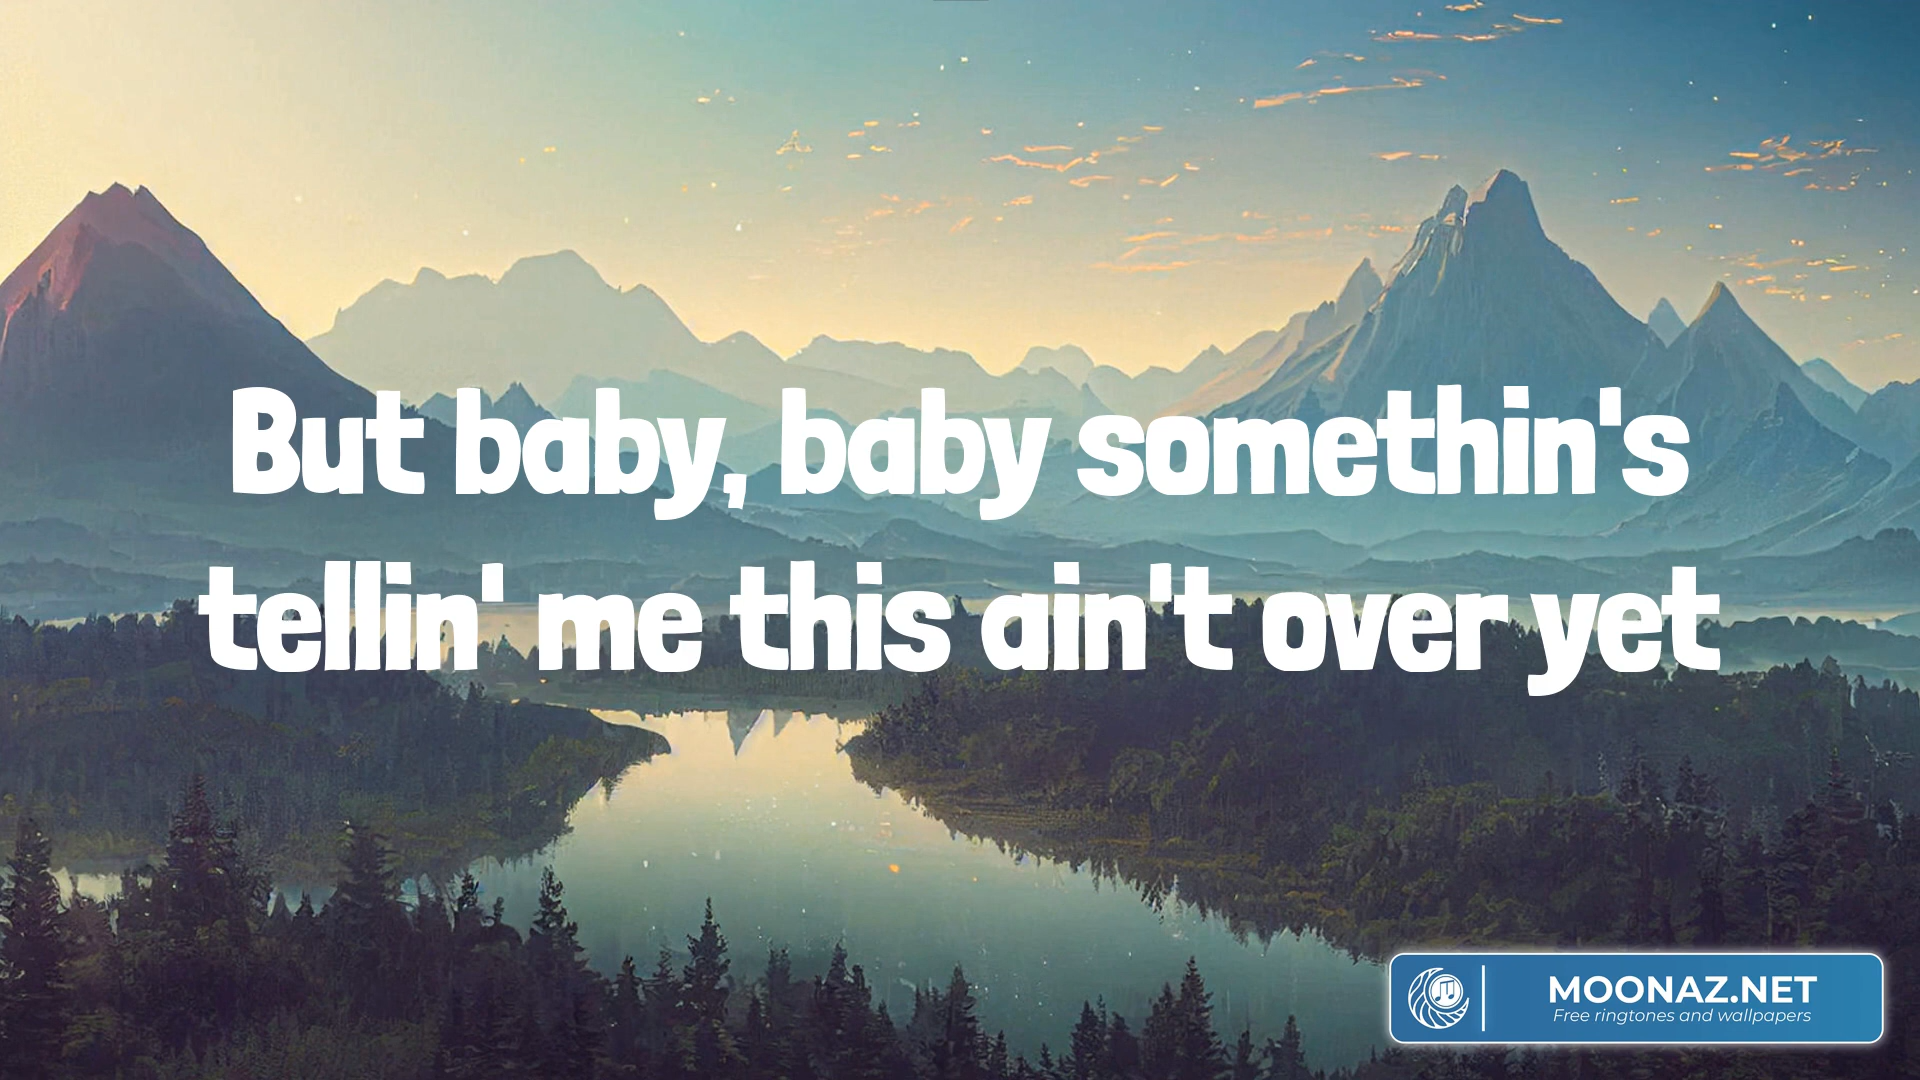 But baby, baby somethin's
tellin' me this ain't over yet
MOONAZ.NET
Free ringtones and wallpapers